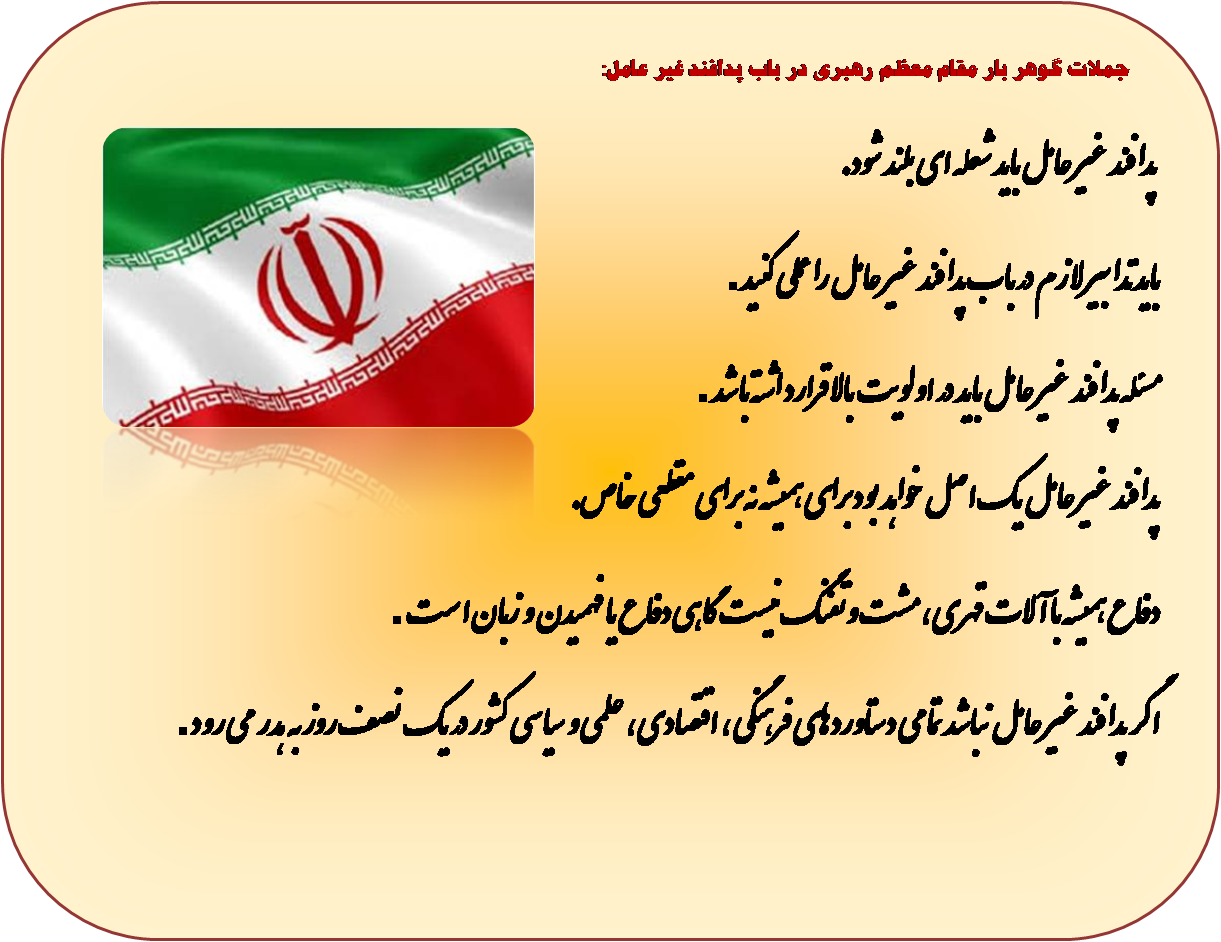 جملات گوهر بار مقام معظم رهبری در باب پدافند غیر عامل:
پدافند غیرعامل باید شعله ای بلند شود.
باید تدابیر لازم در باب پدافند غیرعامل را عملی کنید.
مسئله پدافند غیرعامل باید در اولویت بالا قرار داشته باشد.
پدافند غیرعامل یک اصل خواهد بود برای همیشه نه برای مقطعی خاص.
دفاع همیشه با آلات قهری، مشت و تفنگ نیست گاهی دفاع با فهمیدن و زبان است.
اگر پدافند غیرعامل نباشد تمامی دستاوردهای فرهنگی، اقتصادی، علمی و سیاسی کشور در یک نصف روز به هدر می رود.